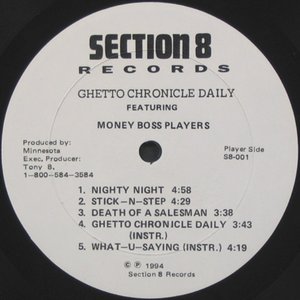 SECTION 8
RECORDS
GHETTO CHRONICLE DAILY
FEATURING
MONEY BOSS PLAYERS
Produced by:
Minnesota
Exec. Producer:
Tony B.
1-800-584-3584
Player Side
S8-001
1. NIGHTY NIGHT 4:58
2. STICK-N-STEP 4:29
3. DEATH OF A SALESMAN 3:38
4. GHETTO CHRONICLE DAILY 3:43
(INSTR.)
5. WHAT-U-SAYING (INSTR.) 4:19
© ℗ 1994
Section 8 Records